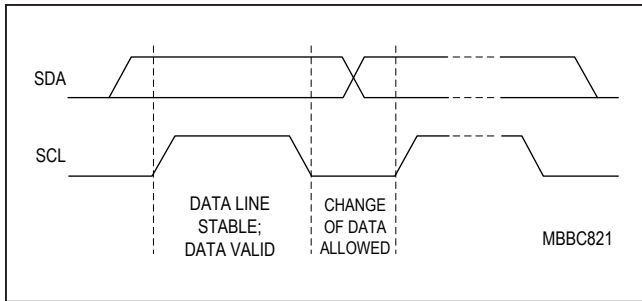 SDA
SCL
DATA LINE
STABLE;
DATA VALID
CHANGE
OF DATA
ALLOWED
MBBC821